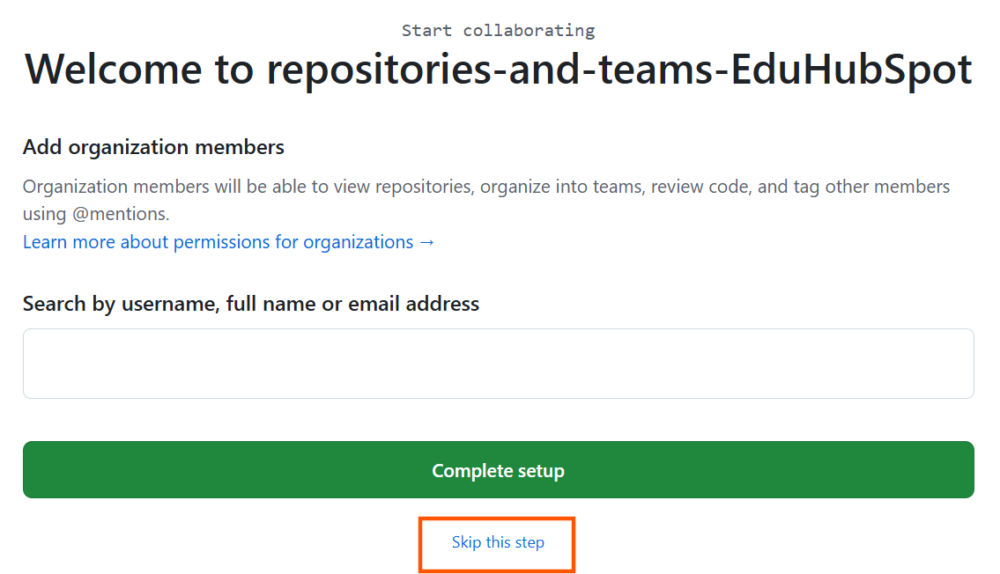 Start collaborating
Welcome to repositories-and-teams-EduHubSpot
Add organization members
Organization members will be able to view repositories, organize into teams, review code, and tag other members
using @mentions.
Learn more about permissions for organizations →
Search by username, full name or email address
Complete setup
Skip this step